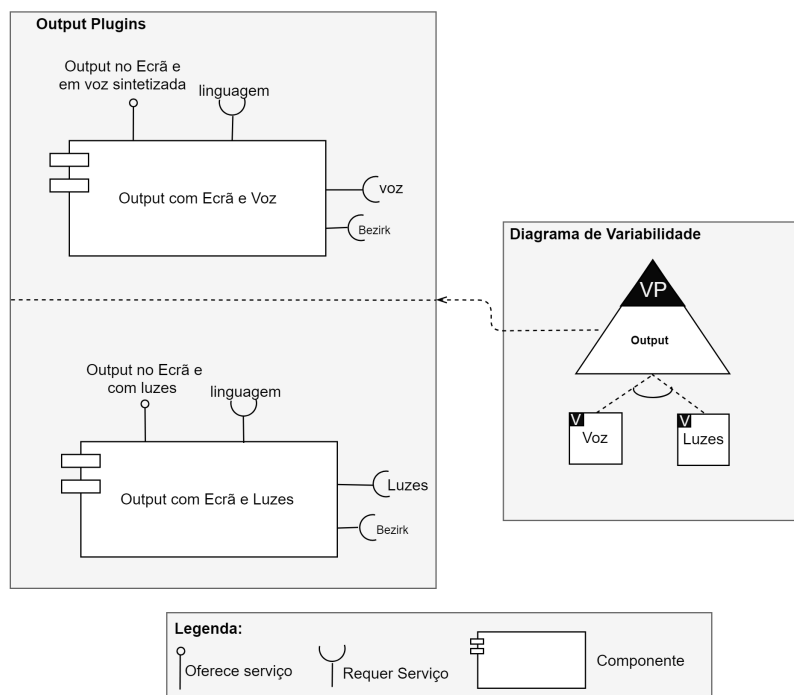 Output Plugins
Output no Ecrã e
em voz sintetizada
linguagem
Output com Ecrã e Voz
voz
Bezirk
Output no Ecrã e
com luzes
linguagem
Output com Ecrã e Luzes
Luzes
Bezirk
Diagrama de Variabilidade
VP
Output
V
Voz
V
Luzes
Legenda:
Oferece serviço
Requer Serviço
Componente